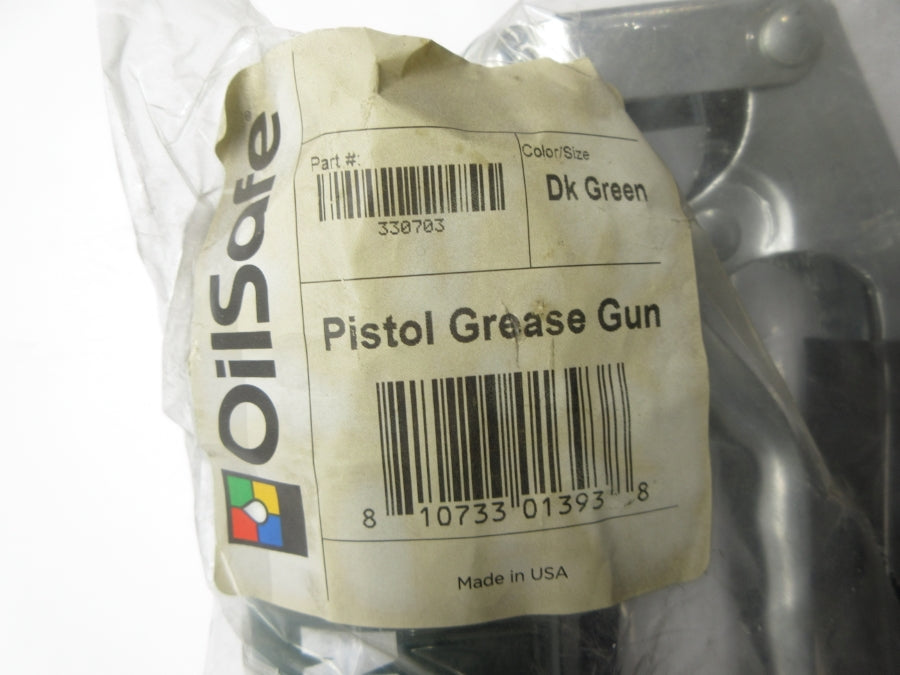 OilSafe®
Part #:
330703
Color/Size
Dk Green
Pistol Grease Gun
8 10733 01393 8
Made in USA